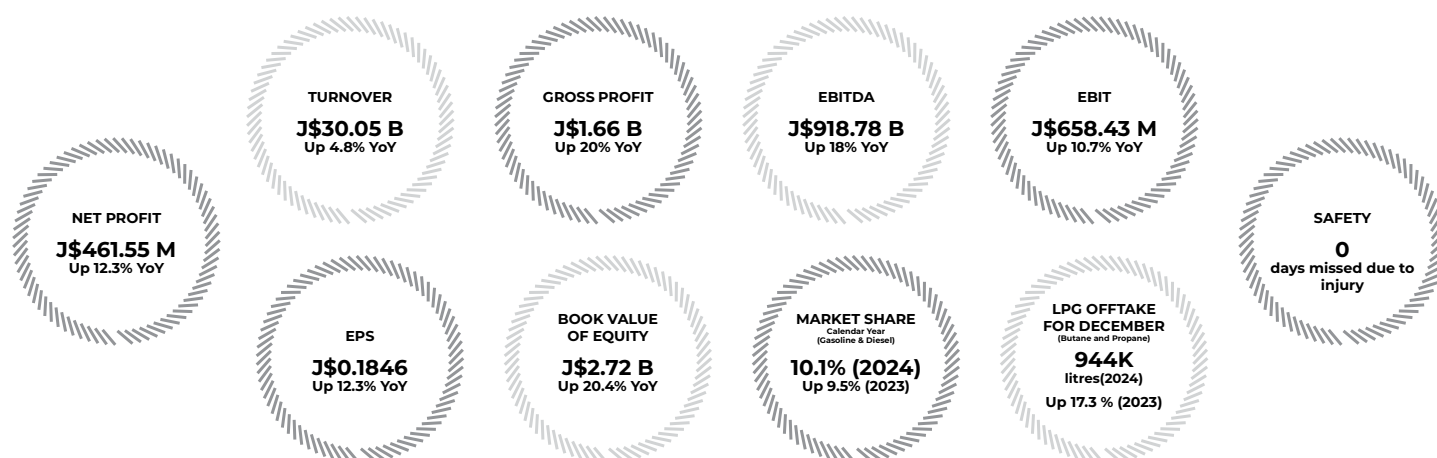 TURNOVER
J$30.05 B
Up 4.8% YoY
GROSS PROFIT
J$1.66 B
Up 20% YoY
EBITDA
J$918.78 B
Up 18% YoY
EBIT
J$658.43 M
Up 10.7% YoY
NET PROFIT
J$461.55 M
Up 12.3% YoY
SAFETY
0
days missed due to
injury
EPS
J$0.1846
Up 12.3% YoY
BOOK VALUE
OF EQUITY
J$2.72 B
Up 20.4% YoY
MARKET SHARE
Calendar Year
(Gasoline & Diesel)
10.1% (2024)
Up 9.5% (2023)
LPG OFFTAKE
FOR DECEMBER
(Butane and Propane)
944K
litres(2024)
Up 17.3 % (2023)